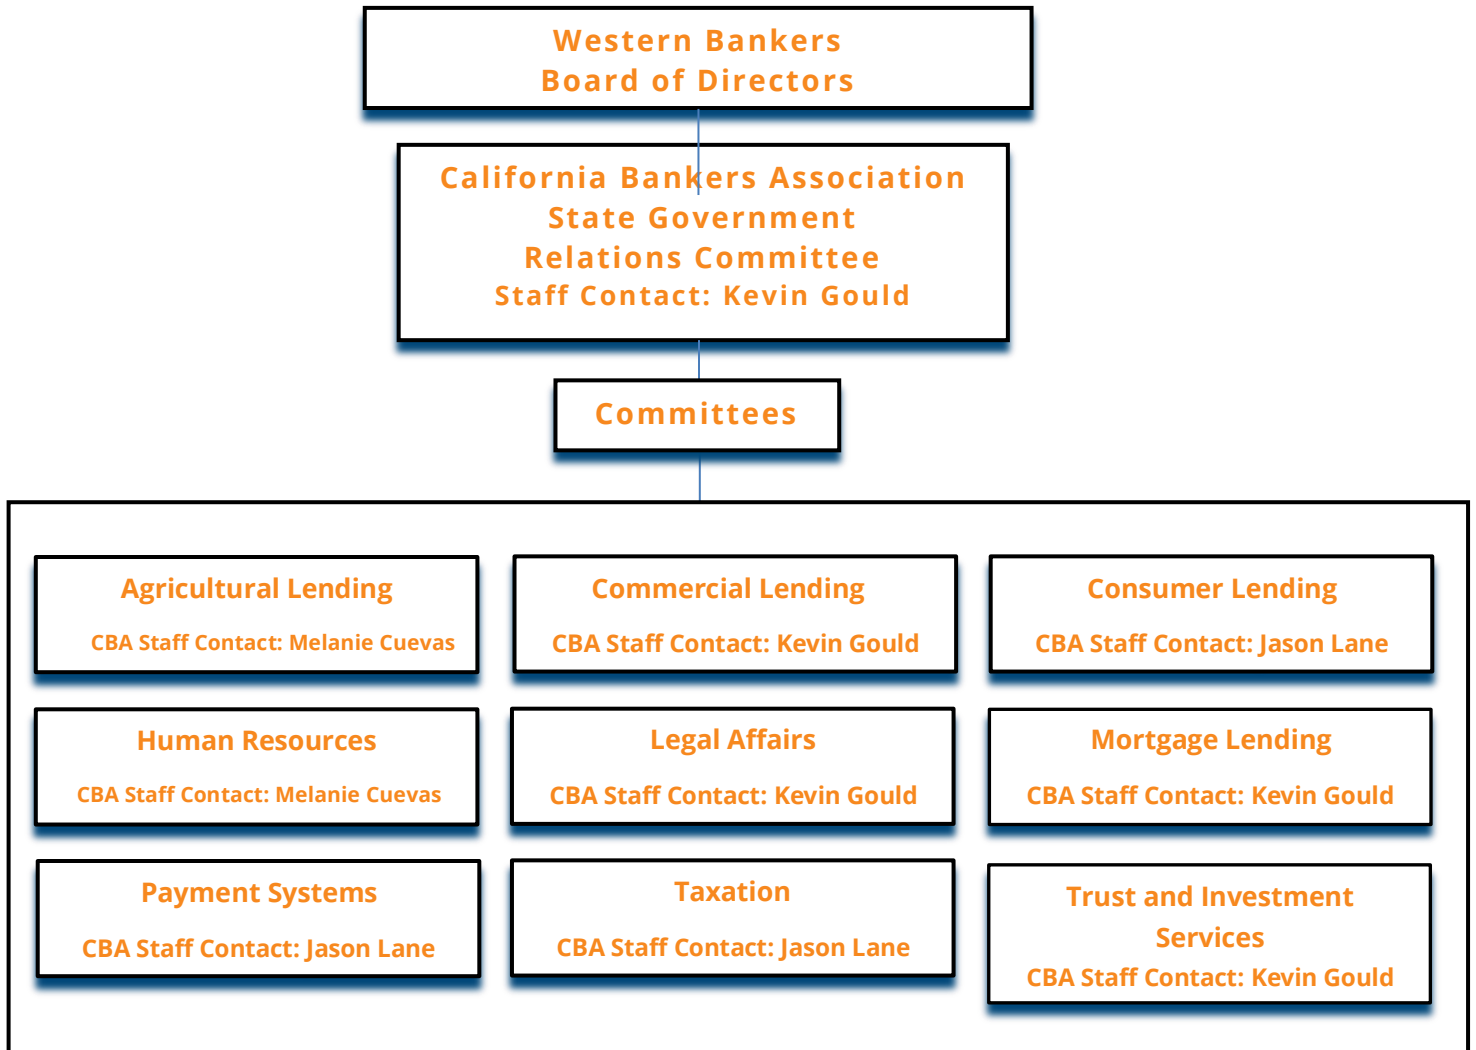 Western Bankers
Board of Directors
California Bankers Association
State Government
Relations Committee
Staff Contact: Kevin Gould
Committees
Agricultural Lending
CBA Staff Contact: Melanie Cuevas
Commercial Lending
CBA Staff Contact: Kevin Gould
Consumer Lending
CBA Staff Contact: Jason Lane
Human Resources
CBA Staff Contact: Melanie Cuevas
Legal Affairs
CBA Staff Contact: Kevin Gould
Mortgage Lending
CBA Staff Contact: Kevin Gould
Payment Systems
CBA Staff Contact: Jason Lane
Taxation
CBA Staff Contact: Jason Lane
Trust and Investment
Services
CBA Staff Contact: Kevin Gould